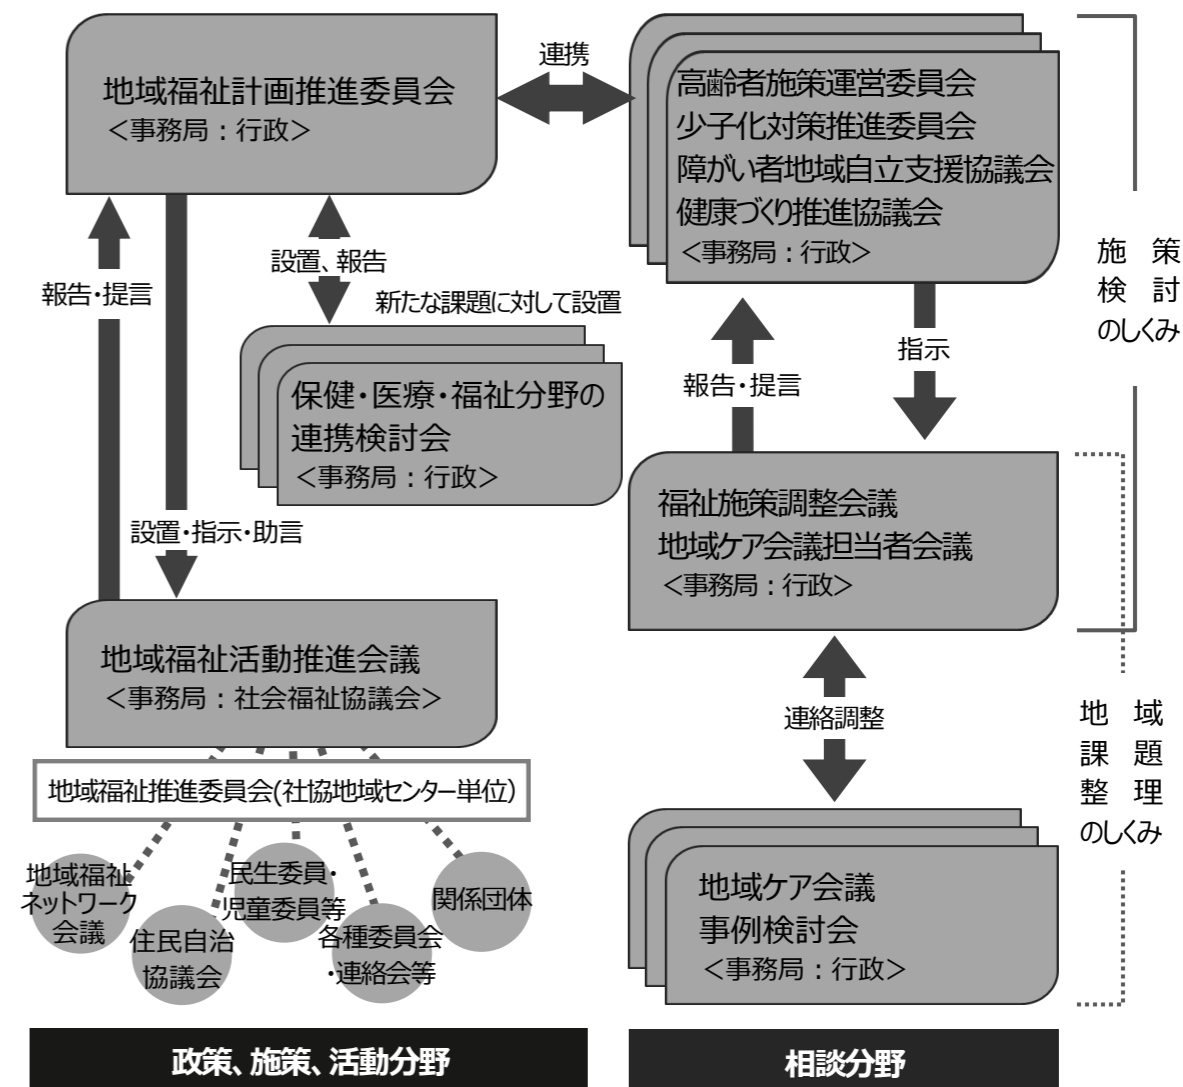 地域福祉計画推進委員会
＜事務局：行政＞
連携
高齢者施策運営委員会
少子化対策推進委員会
障がい者地域自立支援協議会
健康づくり推進協議会
＜事務局：行政＞
施策
検討
のしくみ
報告・提言
設置、報告
新たな課題に対して設置
保健・医療・福祉分野の
連携検討会
＜事務局：行政＞
報告・提言
指示
設置・指示・助言
福祉施策調整会議
地域ケア会議担当者会議
＜事務局：行政＞
地域福祉活動推進会議
＜事務局：社会福祉協議会＞
連絡調整
地域
課題
整理
のしくみ
地域福祉推進委員会(社協地域センター単位)
地域福祉
ネットワーク
会議
住民自治
協議会
民生委員・
児童委員等
各種委員会
・連絡会等
関係団体
地域ケア会議
事例検討会
＜事務局：行政＞
政策、施策、活動分野
相談分野